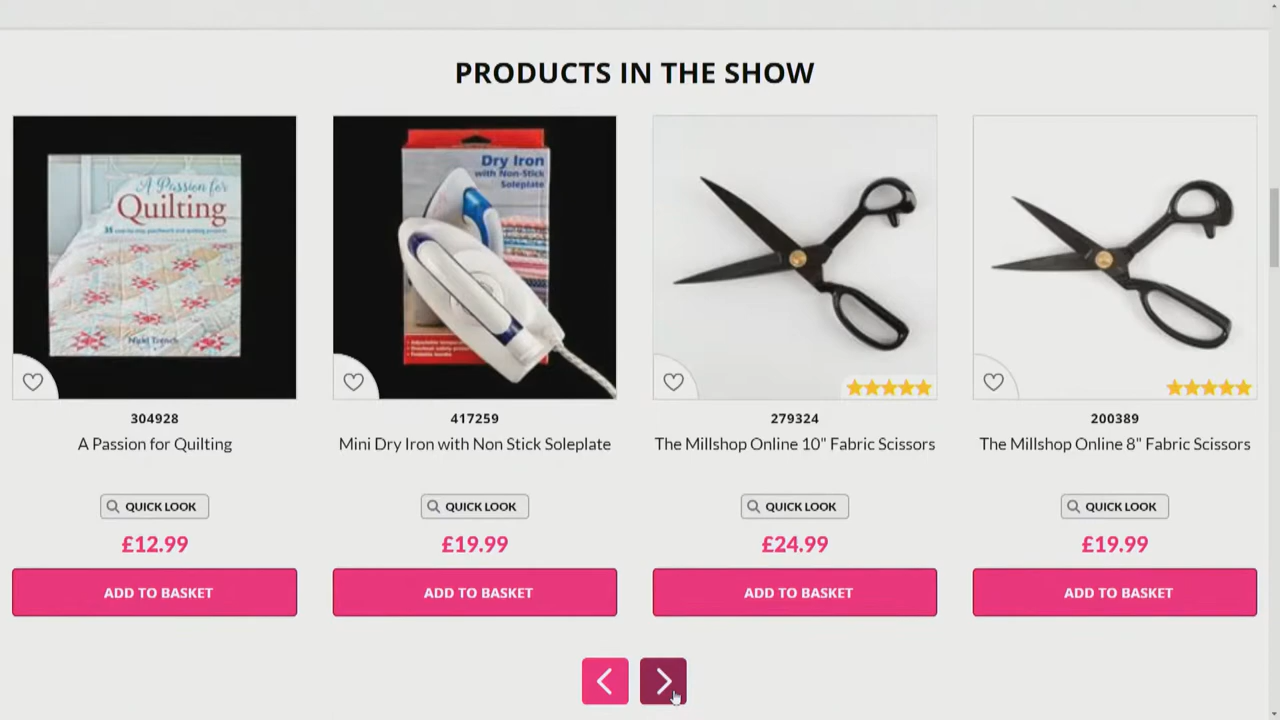 PRODUCTS IN THE SHOW
A Passion for
Quilting
Dry Iron
with Non-Stick
Soleplate
304928
417259
279324
200389
A Passion for Quilting
Mini Dry Iron with Non Stick Soleplate
The Millshop Online 10" Fabric Scissors
The Millshop Online 8" Fabric Scissors
QUICK LOOK
QUICK LOOK
QUICK LOOK
QUICK LOOK
£12.99
£19.99
£24.99
£19.99
ADD TO BASKET
ADD TO BASKET
ADD TO BASKET
ADD TO BASKET